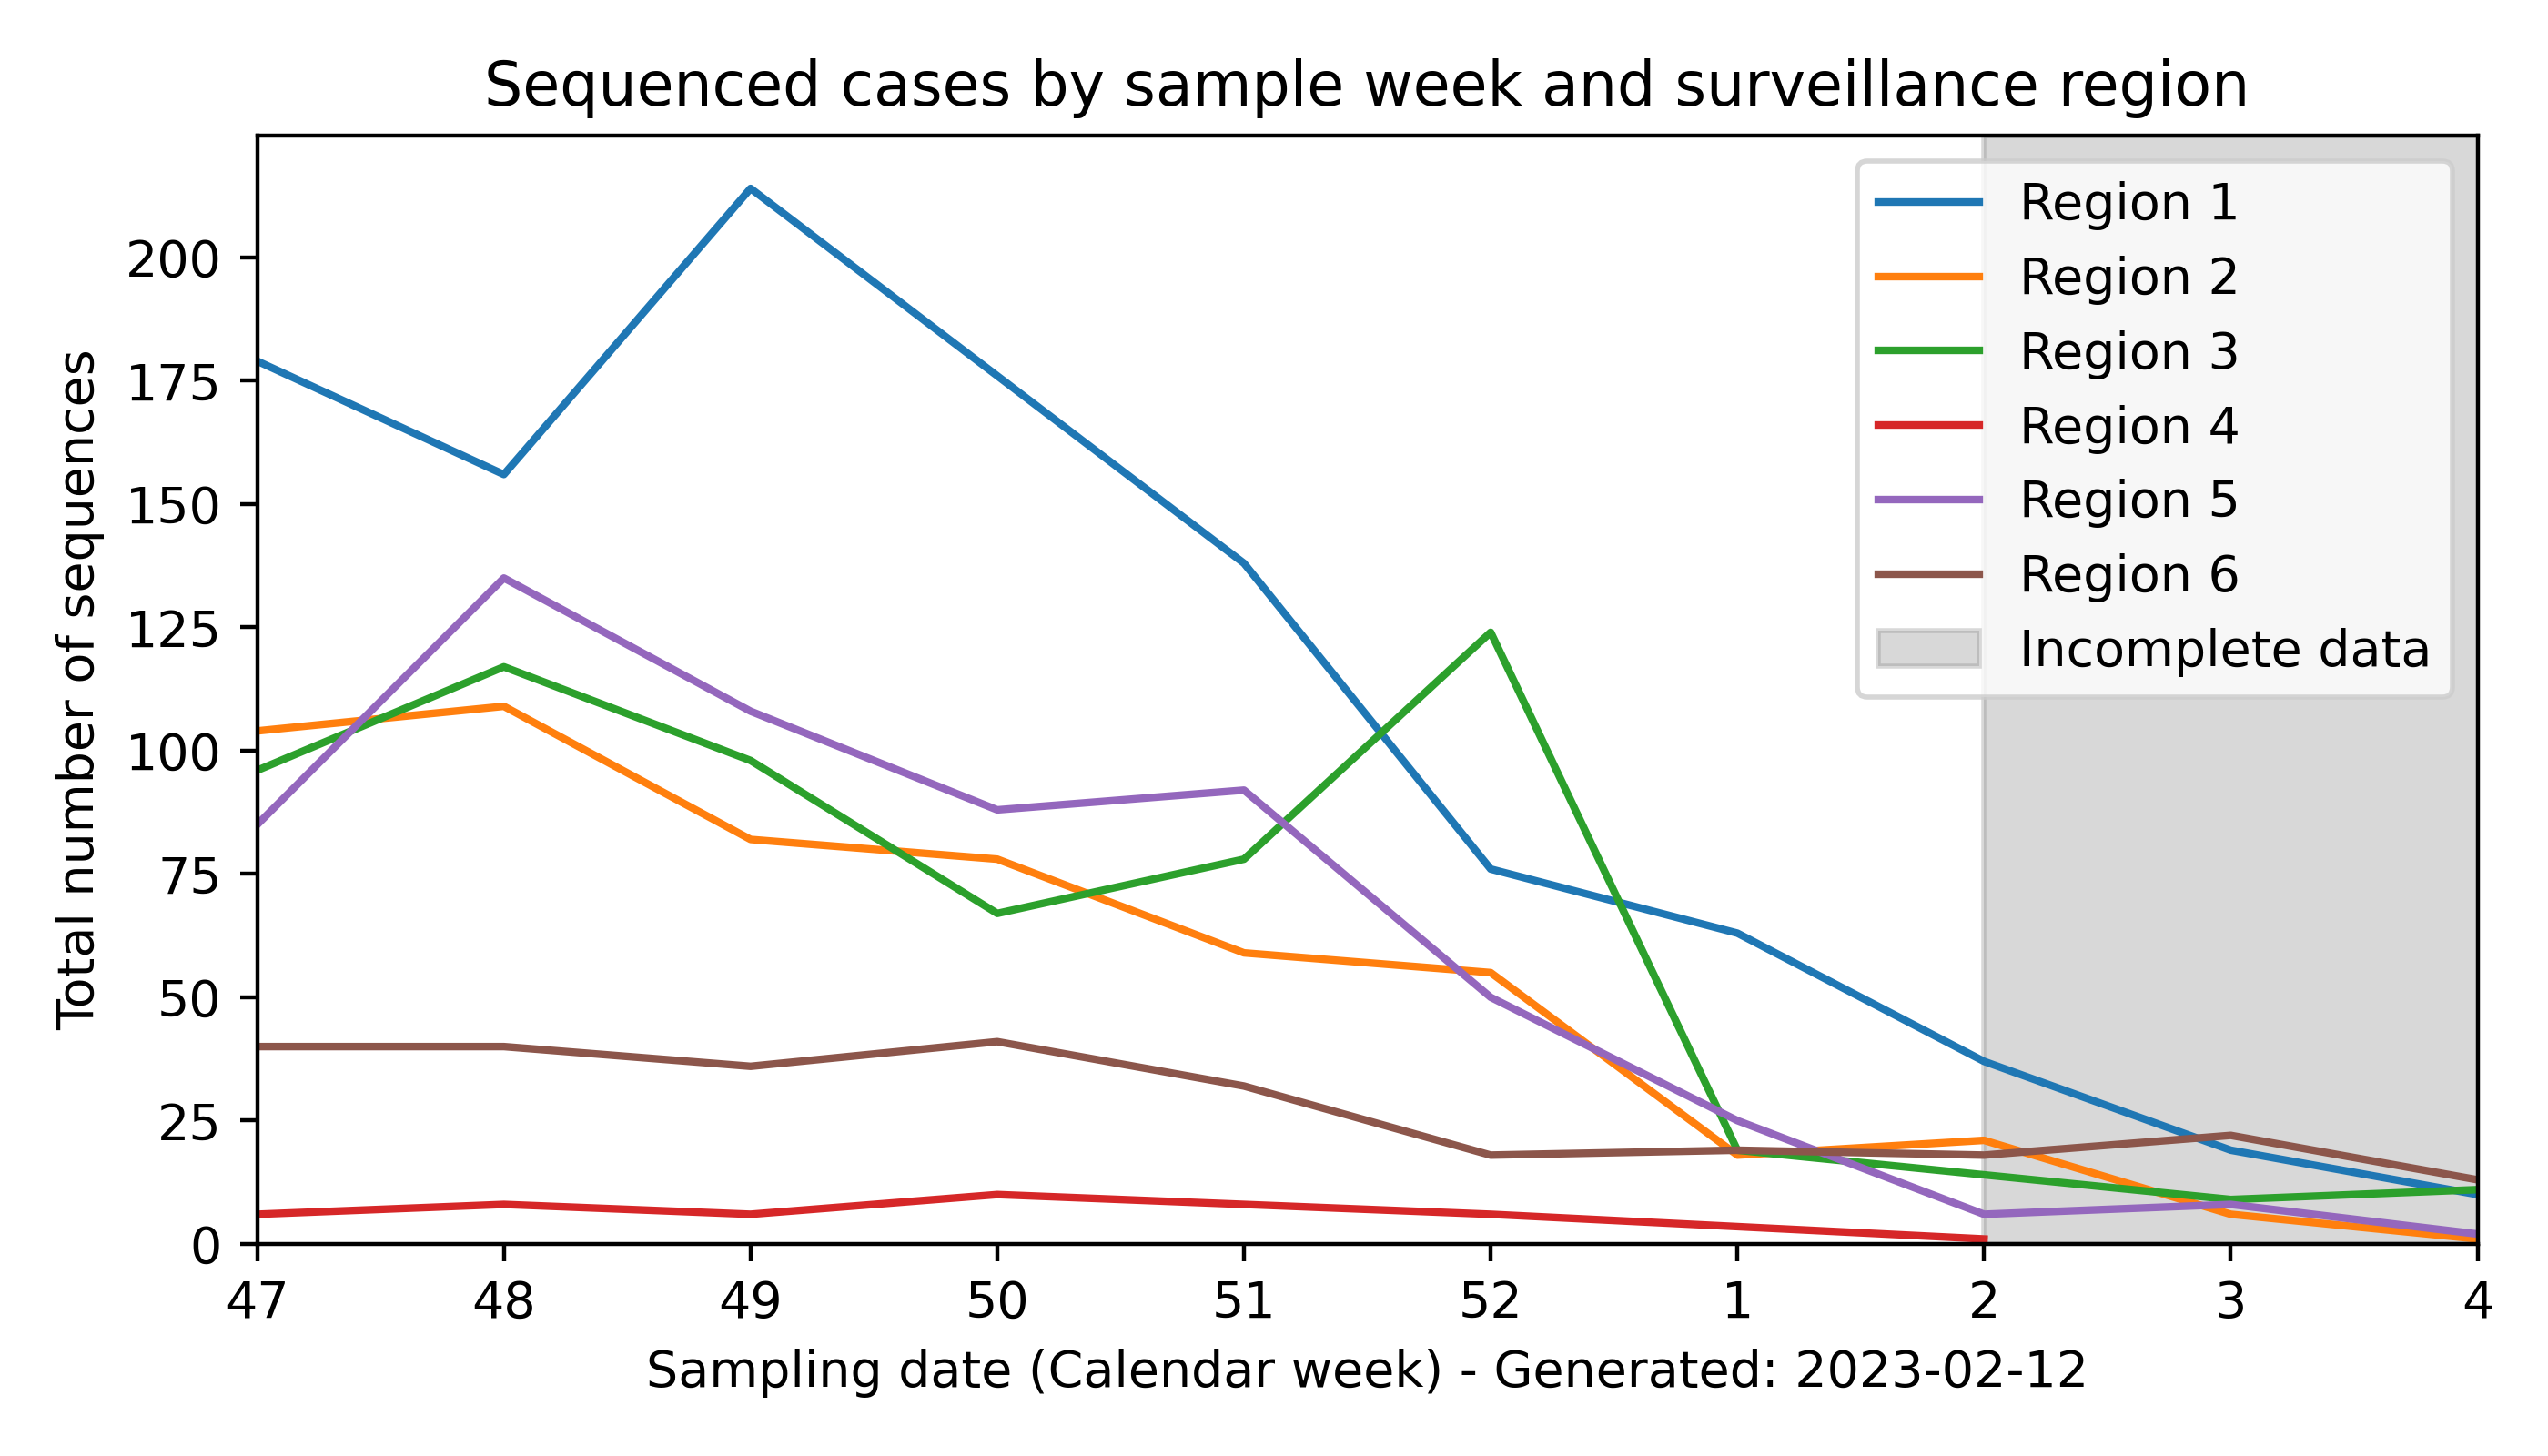 Sequenced cases by sample week and surveillance region
Total number of sequences
200
175
150
125
100
75
50
25
0
Region 1
Region 2
Region 3
Region 4
Region 5
Region 6
Incomplete data
47 48 49 50 51 52 1 2 3 4
Sampling date (Calendar week) - Generated: 2023-02-12